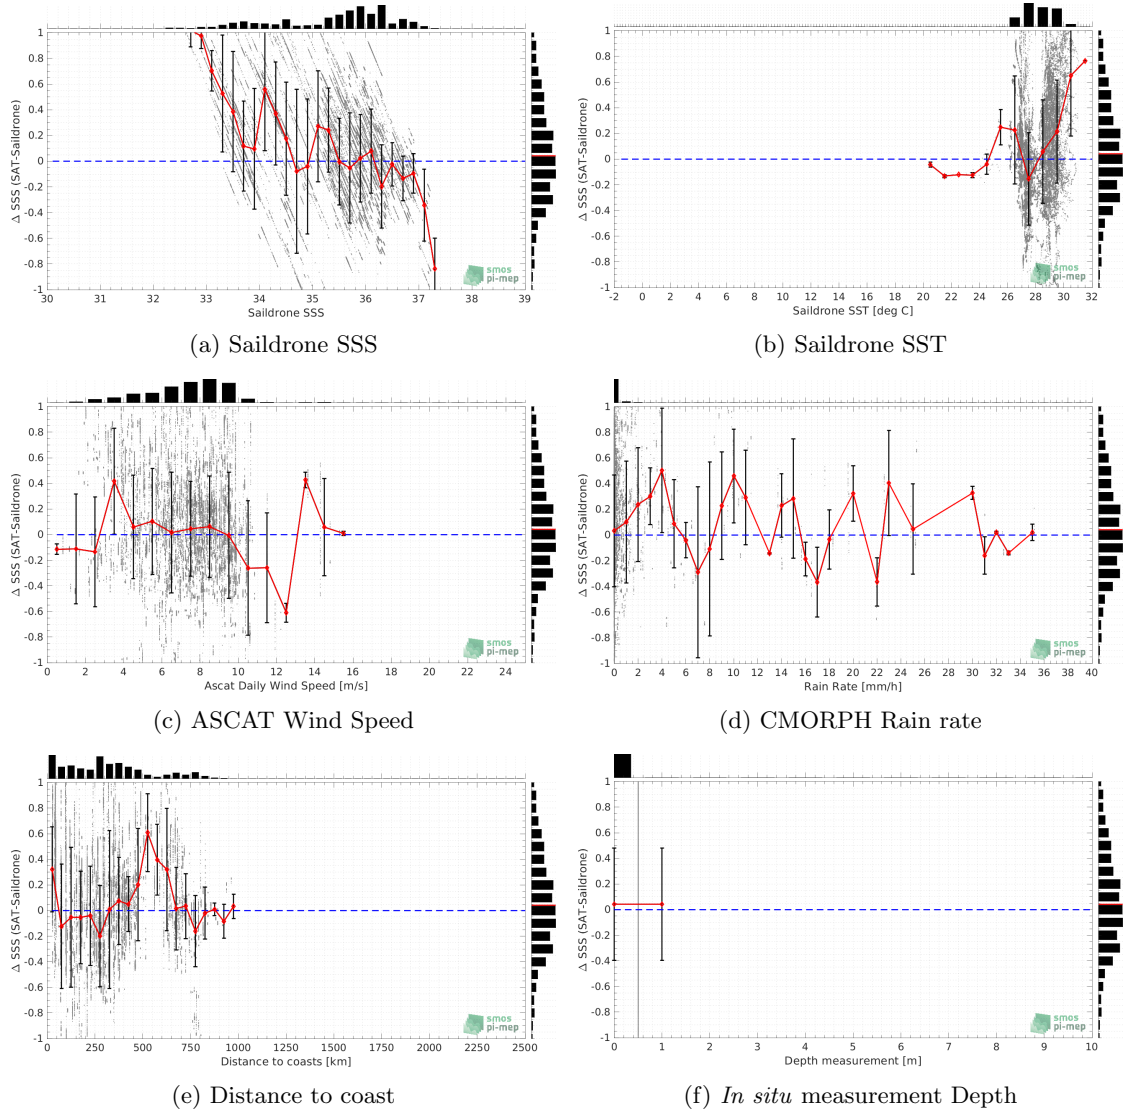 Δ SSS (SAT-Saildrone)
1
0.8
0.6
0.4
0.2
0
-0.2
-0.4
-0.6
-0.8
-1
30 31 32 33 34 35 36 37 38 39
Saildrone SSS
smos
pi-mep
(a) Saildrone SSS
Δ SSS (SAT-Saildrone)
1
0.8
0.6
0.4
0.2
0
-0.2
-0.4
-0.6
-0.8
-1
-2 0 2 4 6 8 10 12 14 16 18 20 22 24 26 28 30 32
Saildrone SST [deg C]
smos
pi-mep
(b) Saildrone SST
Δ SSS (SAT-Saildrone)
1
0.8
0.6
0.4
0.2
0
-0.2
-0.4
-0.6
-0.8
-1
0 2 4 6 8 10 12 14 16 18 20 22 24
Ascat Daily Wind Speed [m/s]
smos
pi-mep
(c) ASCAT Wind Speed
Δ SSS (SAT-Saildrone)
1
0.8
0.6
0.4
0.2
0
-0.2
-0.4
-0.6
-0.8
-1
0 2 4 6 8 10 12 14 16 18 20 22 24 26 28 30 32 34 36 38 40
Rain Rate [mm/h]
smos
pi-mep
(d) CMORPH Rain rate
Δ SSS (SAT-Saildrone)
1
0.8
0.6
0.4
0.2
0
-0.2
-0.4
-0.6
-0.8
-1
0 250 500 750 1000 1250 1500 1750 2000 2250 2500
Distance to coasts [km]
smos
pi-mep
(e) Distance to coast
Δ SSS (SAT-Saildrone)
1
0.8
0.6
0.4
0.2
0
-0.2
-0.4
-0.6
-0.8
-1
0 1 2 3 4 5 6 7 8 9 10
Depth measurement [m]
smos
pi-mep
(f) In situ measurement Depth